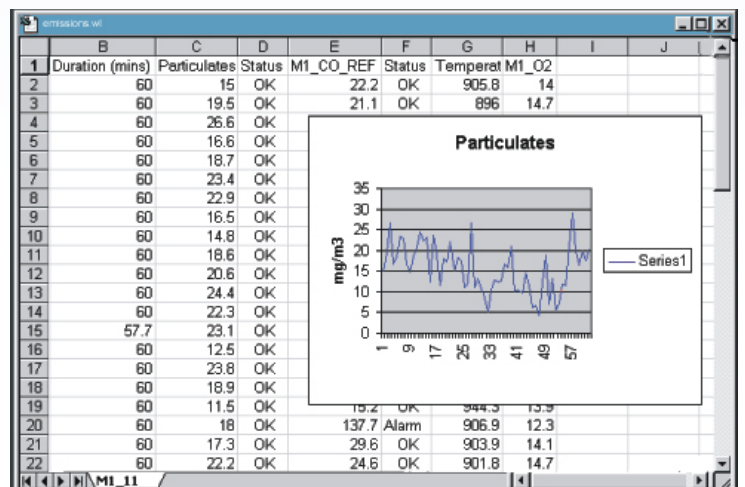 emissions.wl
B C D E F G H I J
1 Duration (mins) Particulates Status M1_CO_REF Status Temperat M1_O2
2 60 15 OK 22.2 OK 905.8 14
3 60 19.5 OK 21.1 OK 896 14.7
4 60 26.6 OK
5 60 16.6 OK
6 60 18.7 OK
7 60 23.4 OK
8 60 22.9 OK
9 60 16.5 OK
10 60 14.8 OK
11 60 18.6 OK
12 60 20.6 OK
13 60 24.4 OK
14 60 22.3 OK
15 57.7 23.1 OK
16 60 12.5 OK
17 60 23.8 OK
18 60 18.9 OK
19 60 11.5 OK 15.2 OK 944.3 13.9
20 60 18 OK 137.7 Alarm 906.9 12.3
21 60 17.3 OK 29.6 OK 903.9 14.1
22 60 22.2 OK 24.6 OK 901.8 14.7
M1_11
Particulates
mg/m3
35
30
25
20
15
10
5
0
1 9 17 25 33 41 49 57
Series1